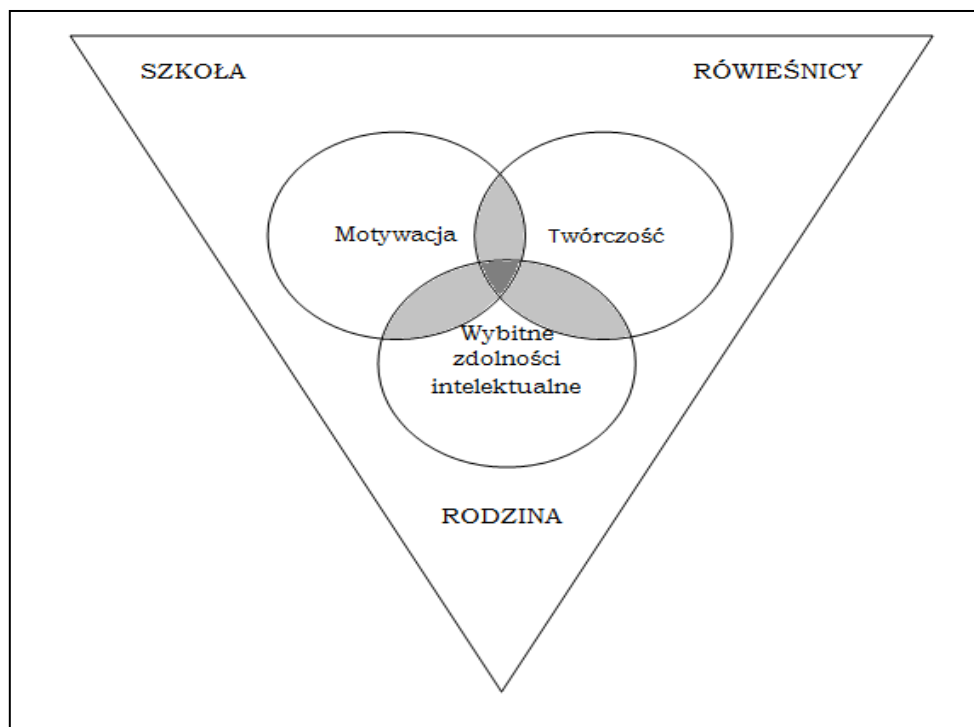 SZKOŁA
RÓWIEŚNICY
Motywacja
Twórczość
Wybitne
zdolności
intelektualne
RODZINA